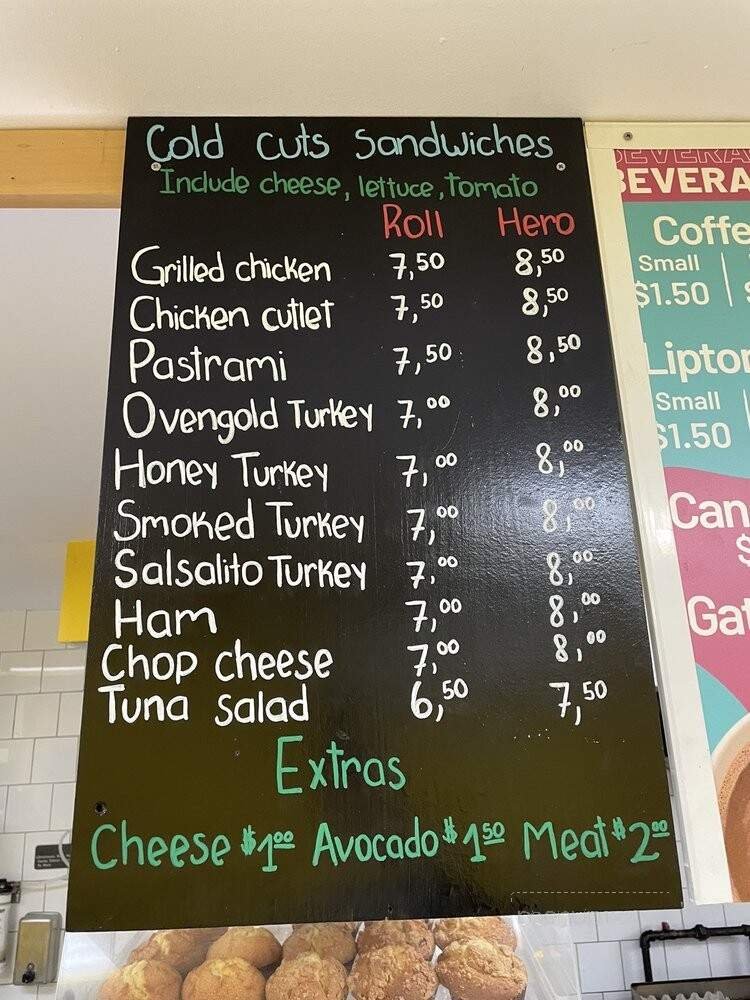 Cold cuts sandwiches
Include cheese, lettuce, tomato
Roll Hero
Grilled chicken 7,50 8,50
Chicken cutlet 7,50 8,50
Pastrami 7,50 8,50
Ovengold Turkey 7,00 8,00
Honey Turkey 7,00 8,00
Smoked Turkey 7,00 8,00
Salsalito Turkey 7,00 8,00
Ham 7,00 8,00
Chop cheese 7,00 8,00
Tuna salad 6,50 7,50
Extras
Cheese $1.00 Avocado $1.50 Meat $2.00
BEVERA
BEVERA
Coffe
Small
$1.50
Lipton
Small
$1.50
Can
$
Gat